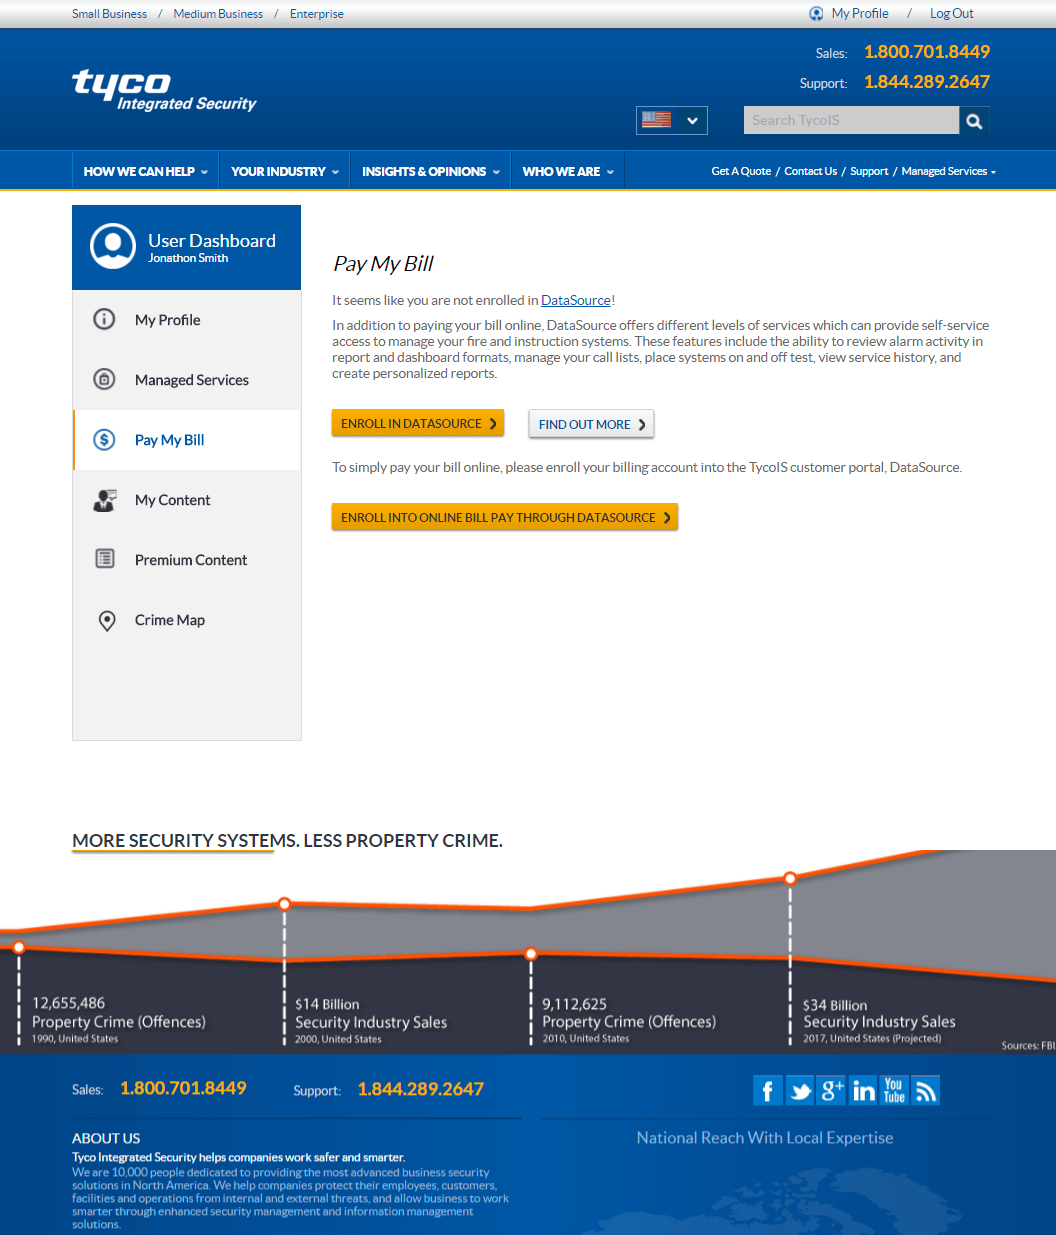 Small Business / Medium Business / Enterprise
My Profile / Log Out
Sales: 1.800.701.8449
Support: 1.844.289.2647
tyco
Integrated Security
Search TycoIS
HOW WE CAN HELP
YOUR INDUSTRY
INSIGHTS & OPINIONS
WHO WE ARE
Get A Quote / Contact Us / Support / Managed Services
User Dashboard
Jonathon Smith
My Profile
Managed Services
Pay My Bill
My Content
Premium Content
Crime Map
Pay My Bill
It seems like you are not enrolled in DataSource!
In addition to paying your bill online, DataSource offers different levels of services which can provide self-service
access to manage your fire and instruction systems. These features include the ability to review alarm activity in
report and dashboard formats, manage your call lists, place systems on and off test, view service history, and
create personalized reports.
ENROLL IN DATASOURCE
FIND OUT MORE
To simply pay your bill online, please enroll your billing account into the TycoIS customer portal, DataSource.
ENROLL INTO ONLINE BILL PAY THROUGH DATASOURCE
MORE SECURITY SYSTEMS. LESS PROPERTY CRIME.
12,655,486
Property Crime (Offences)
1990, United States
$14 Billion
Security Industry Sales
2000, United States
9,112,625
Property Crime (Offences)
2010, United States
$34 Billion
Security Industry Sales
2017, United States (Projected)
Sources: FBI
Sales: 1.800.701.8449
Support: 1.844.289.2647
f
g+
in
You
Tube
ABOUT US
Tyco Integrated Security helps companies work safer and smarter.
We are 10,000 people dedicated to providing the most advanced business security
solutions in North America. We help companies protect their employees, customers,
facilities and operations from internal and external threats, and allow business to work
smarter through enhanced security management and information management
solutions.
National Reach With Local Expertise